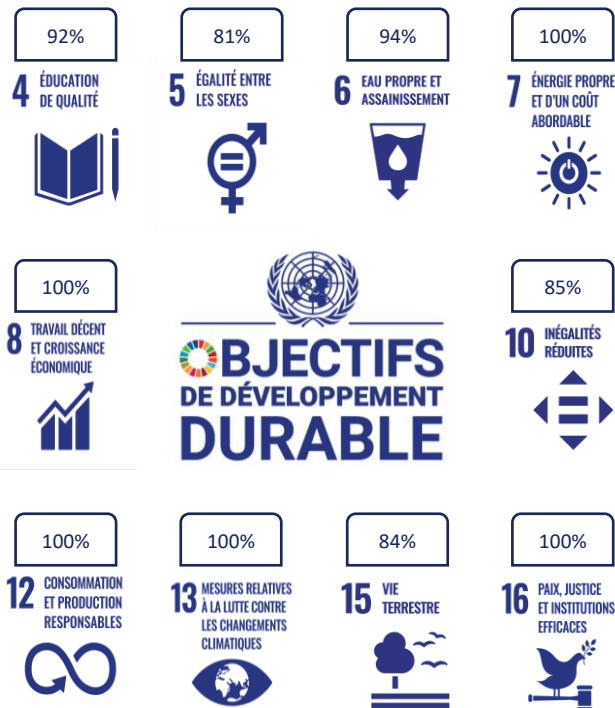 92%
4 ÉDUCATION
DE QUALITÉ
81%
5 ÉGALITÉ ENTRE
LES SEXES
94%
6 EAU PROPRE ET
ASSAINISSEMENT
100%
7 ÉNERGIE PROPRE
ET D'UN COÛT
ABORDABLE
100%
8 TRAVAIL DÉCENT
ET CROISSANCE
ÉCONOMIQUE
OBJECTIFS
DE DÉVELOPPEMENT
DURABLE
85%
10 INÉGALITÉS
RÉDUITES
100%
12 CONSOMMATION
ET PRODUCTION
RESPONSABLES
100%
13 MESURES RELATIVES
À LA LUTTE CONTRE
LES CHANGEMENTS
CLIMATIQUES
84%
15 VIE
TERRESTRE
100%
16 PAIX, JUSTICE
ET INSTITUTIONS
EFFICACES